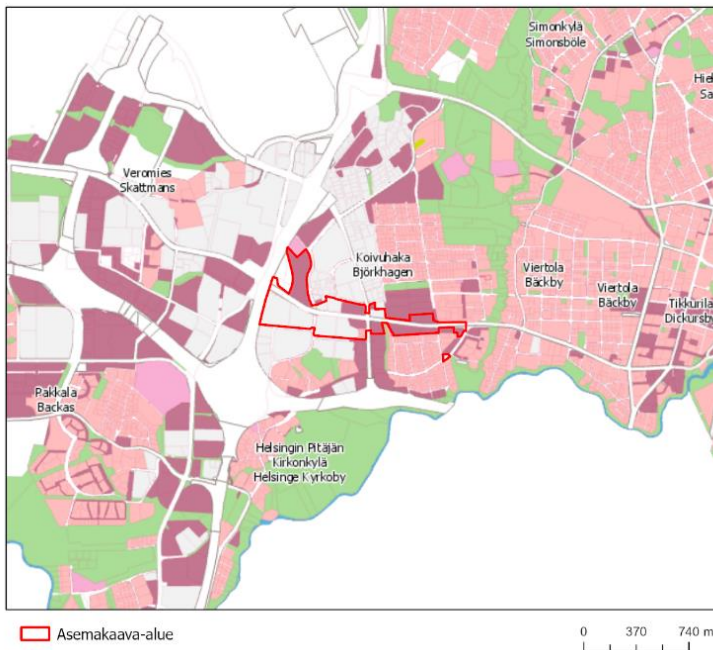 Simonkylä
Simonsböle
Hiel
Sa
Veromies
Skattmans
Koivuhaka
Björkhagen
Viertola
Bäckby
Viertola
Bäckby
Tikkurila
Dickursby
Pakkala
Backas
Helsingin Pitäjän
Kirkonkylä
Helsinge Kyrkoby
Asemakaava-alue
0 370 740 m